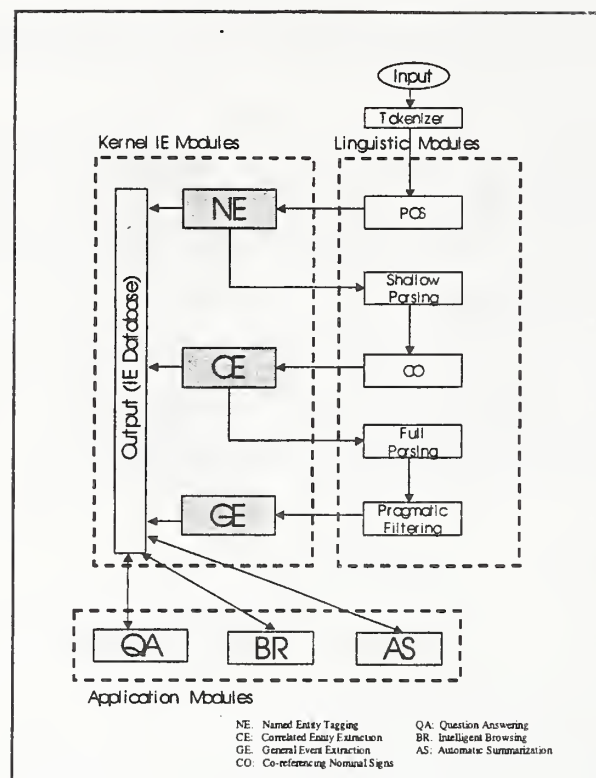 Input
Tokenizer
Kernel IE Modules
Linguistic Modules
NE
POS
Shallow
Parsing
Output (IE Database)
CE
CO
Full
Parsing
GE
Pragmatic
Filtering
QA
BR
AS
Application Modules
NE: Named Entity Tagging
CE: Correlated Entity Extraction
GE: General Event Extraction
CO: Co-referencing Nominal Signs
QA: Question Answering
BR: Intelligent Browsing
AS: Automatic Summarization